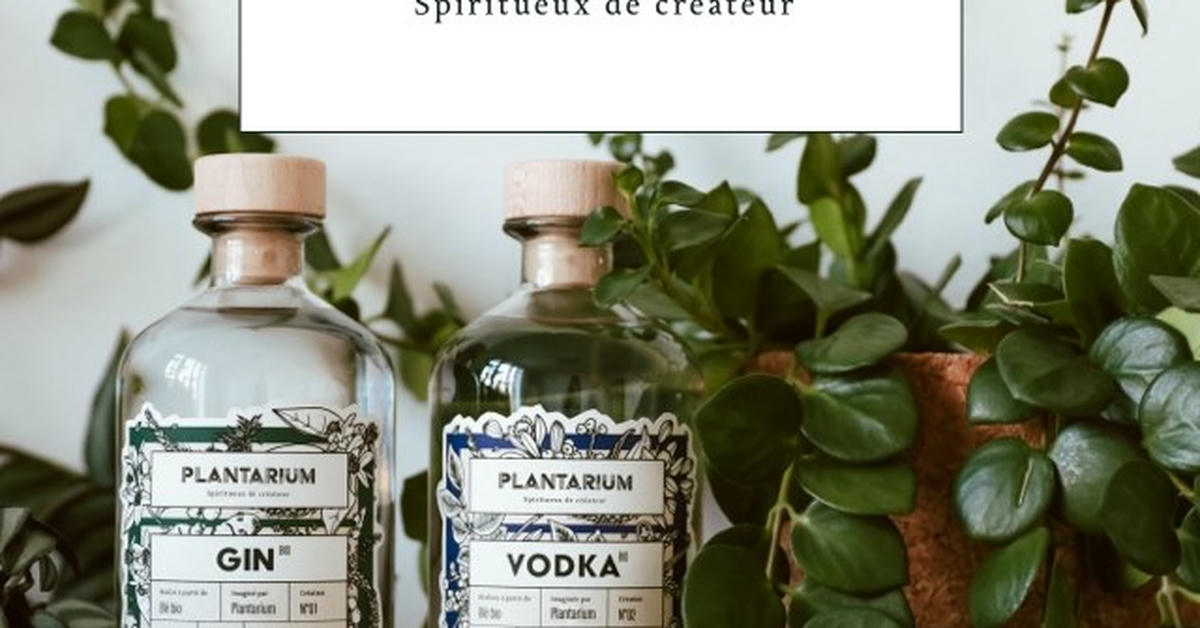 Spiritueux de créateur
PLANTARIUM
Spiritueux de créateur
GIN BIO
Réalisé à partir de
Blé bio
Imaginé par
Plantarium
Création
N°01
PLANTARIUM
Spiritueux de créateur
VODKA BIO
Réalisé à partir de
Blé bio
Imaginé par
Plantarium
Création
N°02